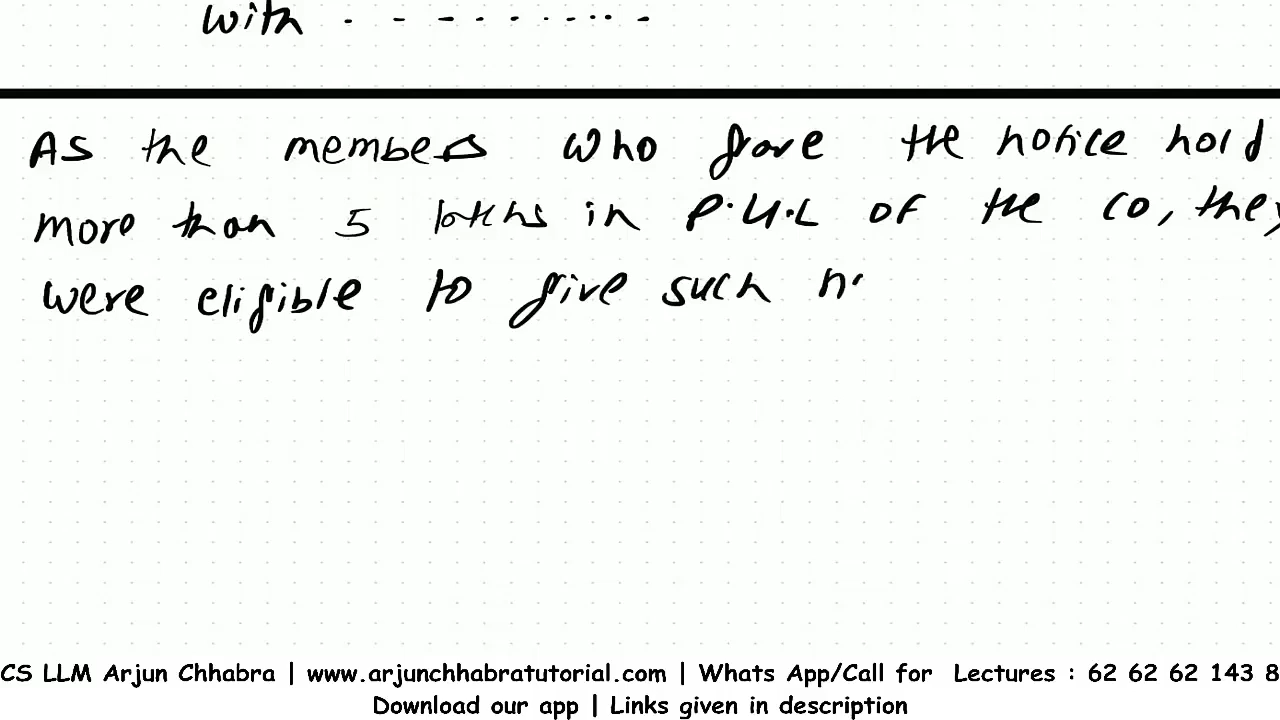 with - - - - - - - - - -
As the members who gave the notice hold
more than 5 lakhs in P.U.C of the co, they
were eligible to give such
CS LLM Arjun Chhabra | www.arjunchhabratutorial.com | Whats App/Call for Lectures : 62 62 62 143 8
Download our app | Links given in description